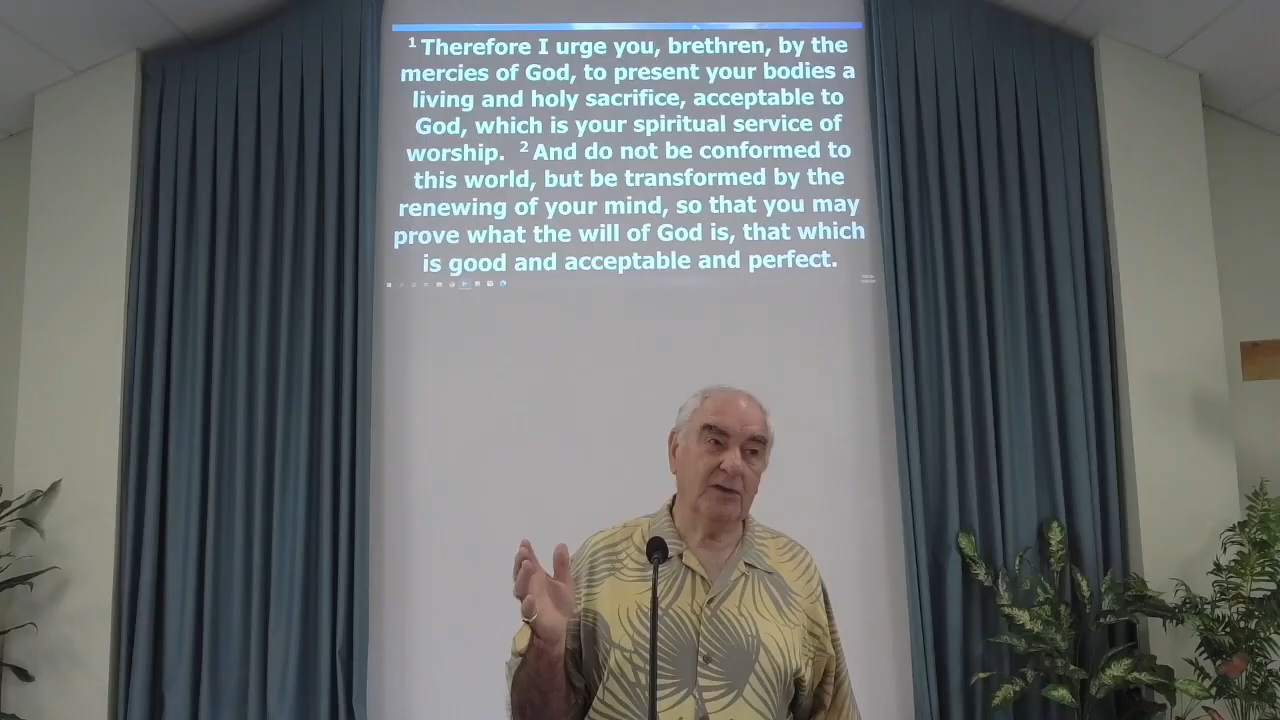 ¹ Therefore I urge you, brethren, by the
mercies of God, to present your bodies a
living and holy sacrifice, acceptable to
God, which is your spiritual service of
worship. ² And do not be conformed to
this world, but be transformed by the
renewing of your mind, so that you may
prove what the will of God is, that which
is good and acceptable and perfect.